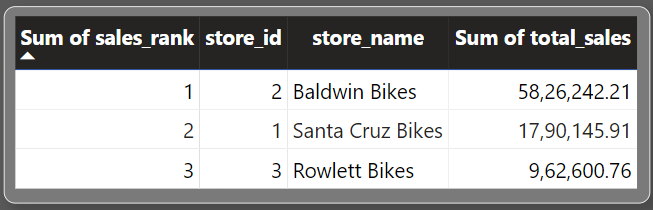 Sum of sales_rank store_id store_name Sum of total_sales
1 2 Baldwin Bikes 58,26,242.21
2 1 Santa Cruz Bikes 17,90,145.91
3 3 Rowlett Bikes 9,62,600.76